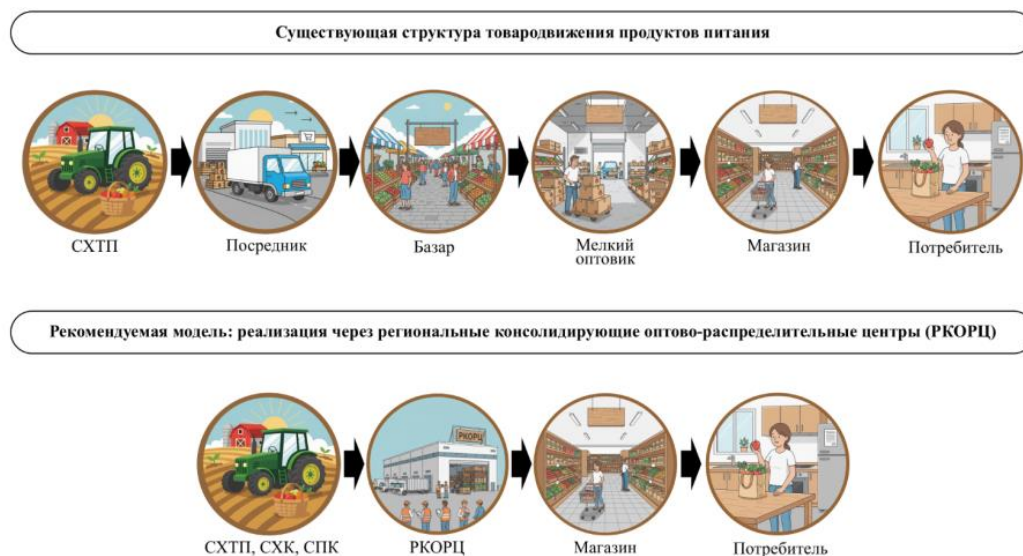 Существующая структура товародвижения продуктов питания
СХТП
Посредник
Базар
Мелкий
оптовик
Магазин
Потребитель
Рекомендуемая модель: реализация через региональные консолидирующие оптово-распределительные центры (РКОРЦ)
РКОРЦ
СХТП, СХК, СПК
РКОРЦ
Магазин
Потребитель